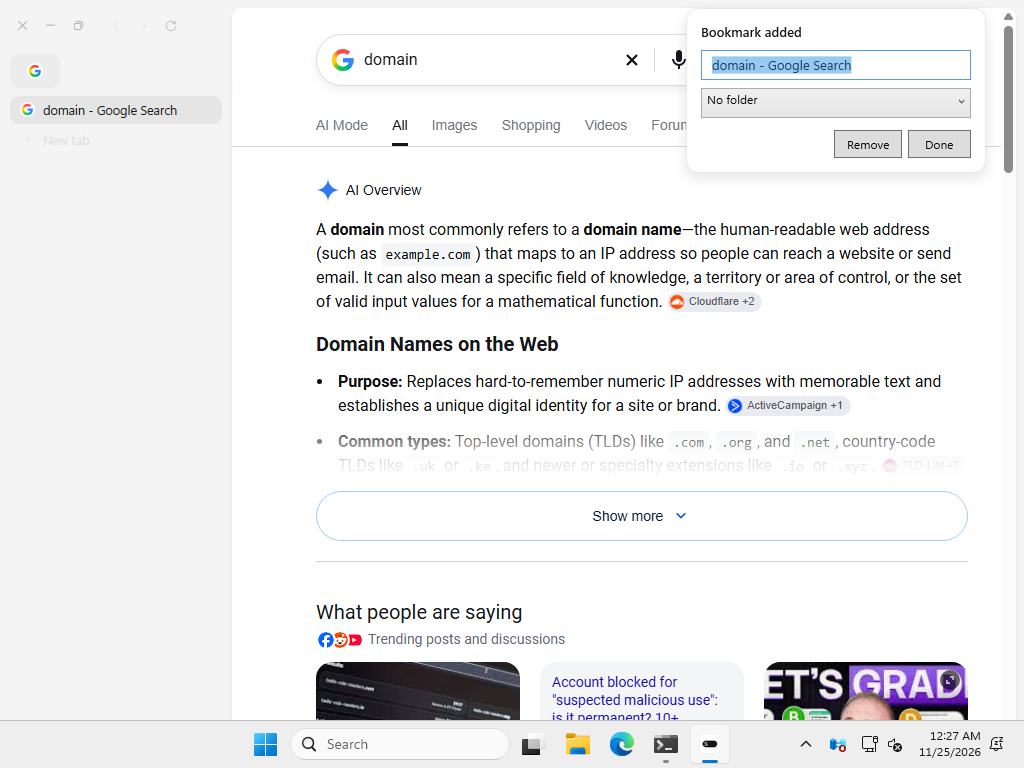 domain - Google Search
New tab
domain
Bookmark added
domain - Google Search
No folder
Remove
Done
AI Mode
All
Images
Shopping
Videos
Forum
AI Overview
A domain most commonly refers to a domain name—the human-readable web address
(such as example.com) that maps to an IP address so people can reach a website or send
email. It can also mean a specific field of knowledge, a territory or area of control, or the set
of valid input values for a mathematical function. Cloudflare +2
Domain Names on the Web
• Purpose: Replaces hard-to-remember numeric IP addresses with memorable text and
establishes a unique digital identity for a site or brand. ActiveCampaign +1
• Common types: Top-level domains (TLDs) like .com, .org, and .net, country-code
TLDs like .uk or .ke, and newer or specialty extensions like .io or .xyz. TLD-List +2
Show more
What people are saying
Trending posts and discussions
Account blocked for
"suspected malicious use":
is it permanent? 10+
LET'S GRADE
Search
12:27 AM
11/25/2026